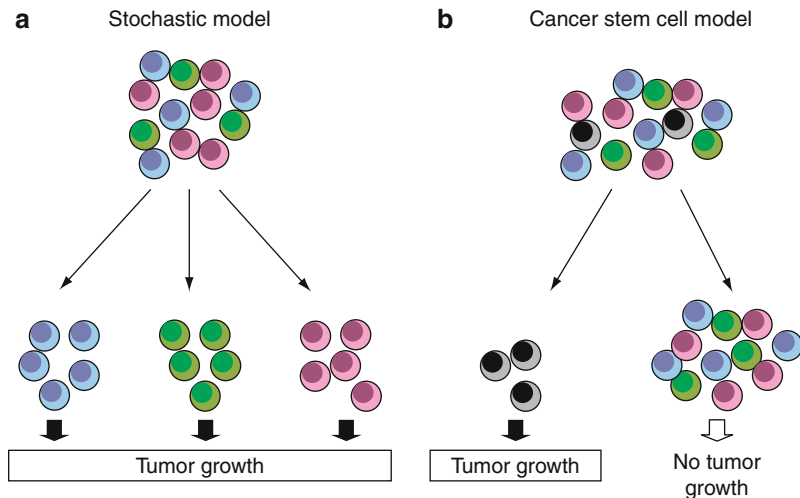 a Stochastic model
b Cancer stem cell model
Tumor growth
Tumor growth
No tumor
growth